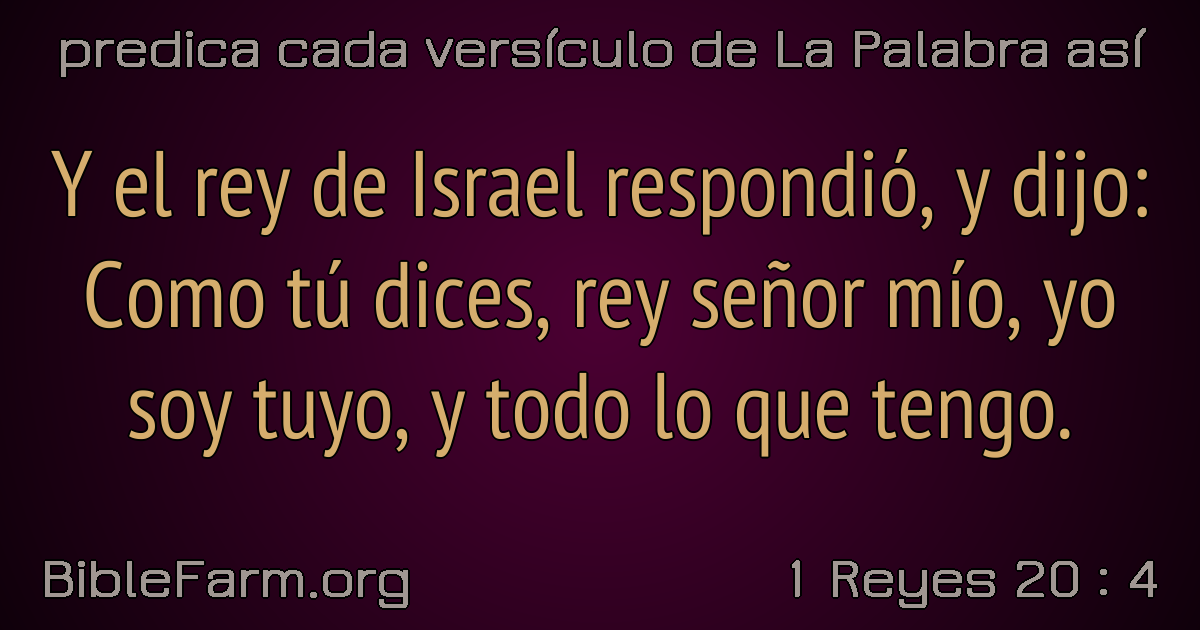 predica cada versículo de La Palabra así
Y el rey de Israel respondió, y dijo:
Como tú dices, rey señor mío, yo
soy tuyo, y todo lo que tengo.
BibleFarm.org
1 Reyes 20 : 4